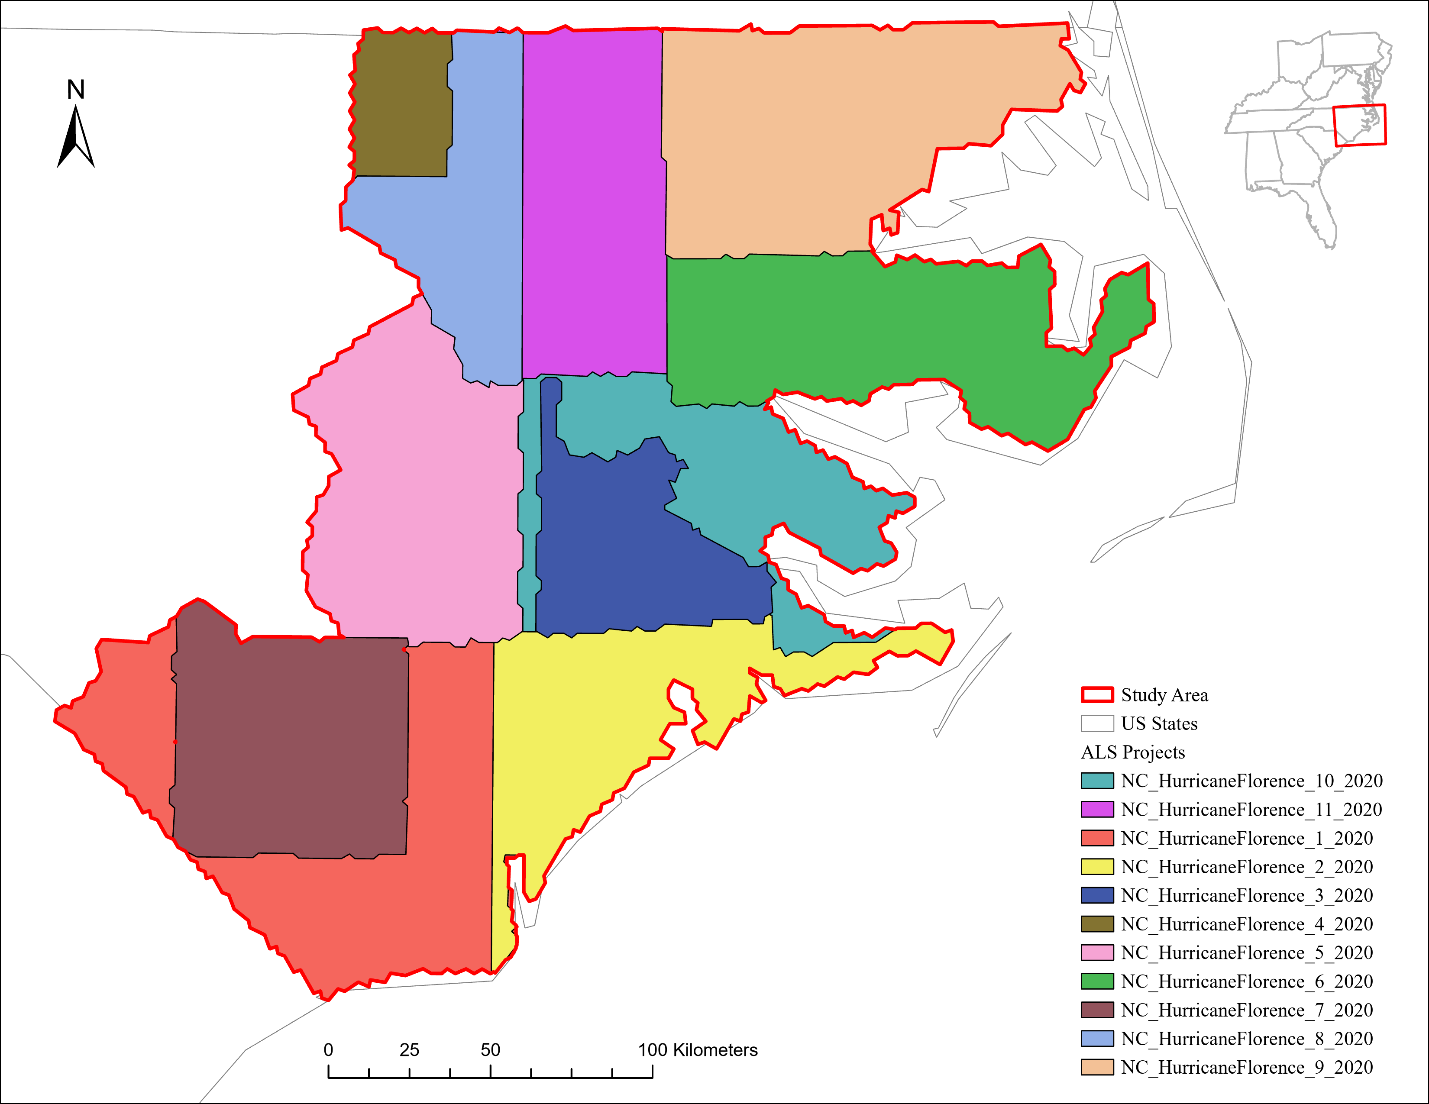 N
Study Area
US States
ALS Projects
NC_HurricaneFlorence_10_2020
NC_HurricaneFlorence_11_2020
NC_HurricaneFlorence_1_2020
NC_HurricaneFlorence_2_2020
NC_HurricaneFlorence_3_2020
NC_HurricaneFlorence_4_2020
NC_HurricaneFlorence_5_2020
NC_HurricaneFlorence_6_2020
NC_HurricaneFlorence_7_2020
NC_HurricaneFlorence_8_2020
NC_HurricaneFlorence_9_2020
0 25 50 100 Kilometers